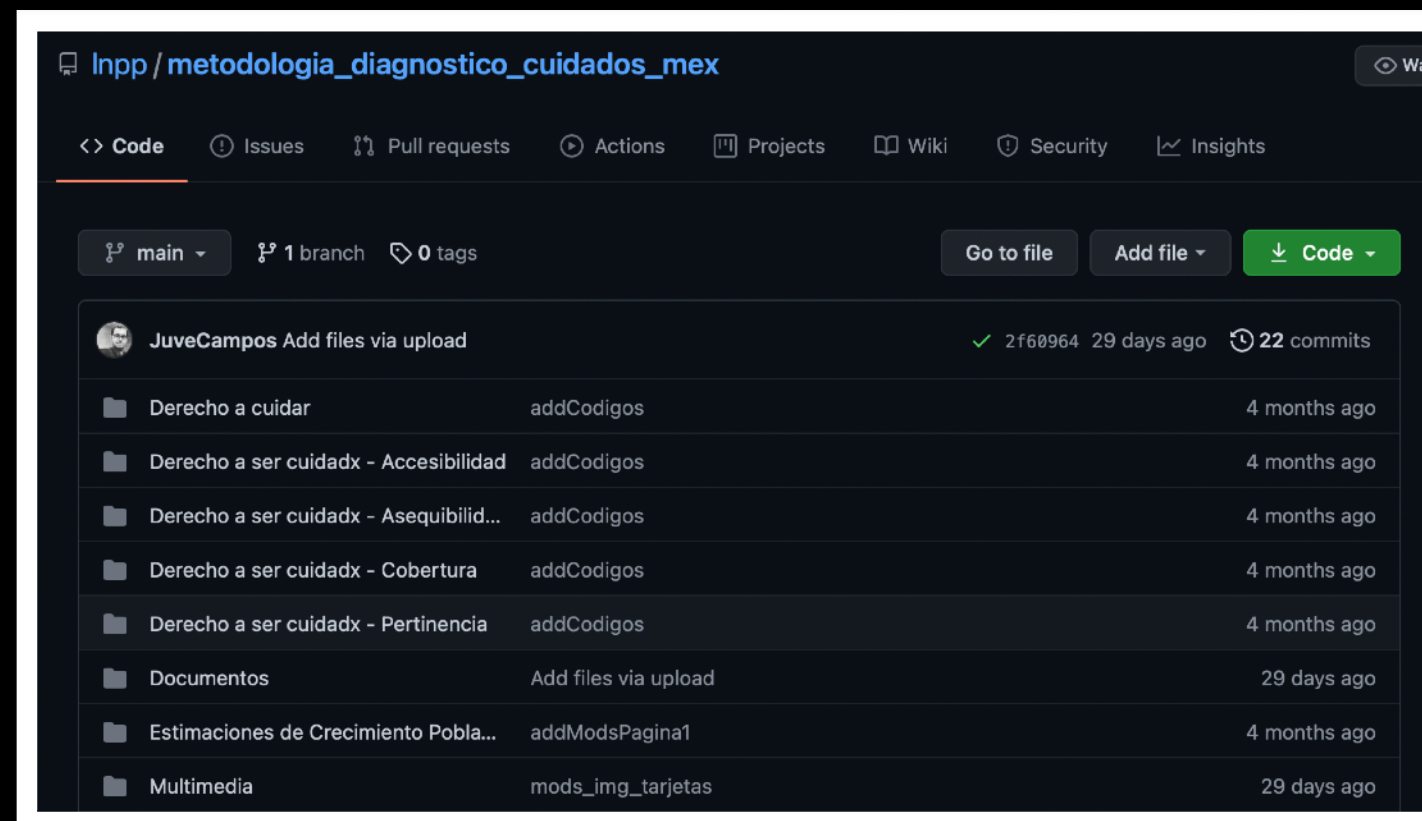 lnpp / metodologia_diagnostico_cuidados_mex
Code Issues Pull requests Actions Projects Wiki Security Insights
main 1 branch 0 tags Go to file Add file Code
JuveCampos Add files via upload 2f60964 29 days ago 22 commits
Derecho a cuidar addCodigos 4 months ago
Derecho a ser cuidadx - Accesibilidad addCodigos 4 months ago
Derecho a ser cuidadx - Asequibilid... addCodigos 4 months ago
Derecho a ser cuidadx - Cobertura addCodigos 4 months ago
Derecho a ser cuidadx - Pertinencia addCodigos 4 months ago
Documentos Add files via upload 29 days ago
Estimaciones de Crecimiento Pobla... addModsPagina1 4 months ago
Multimedia mods_img_tarjetas 29 days ago